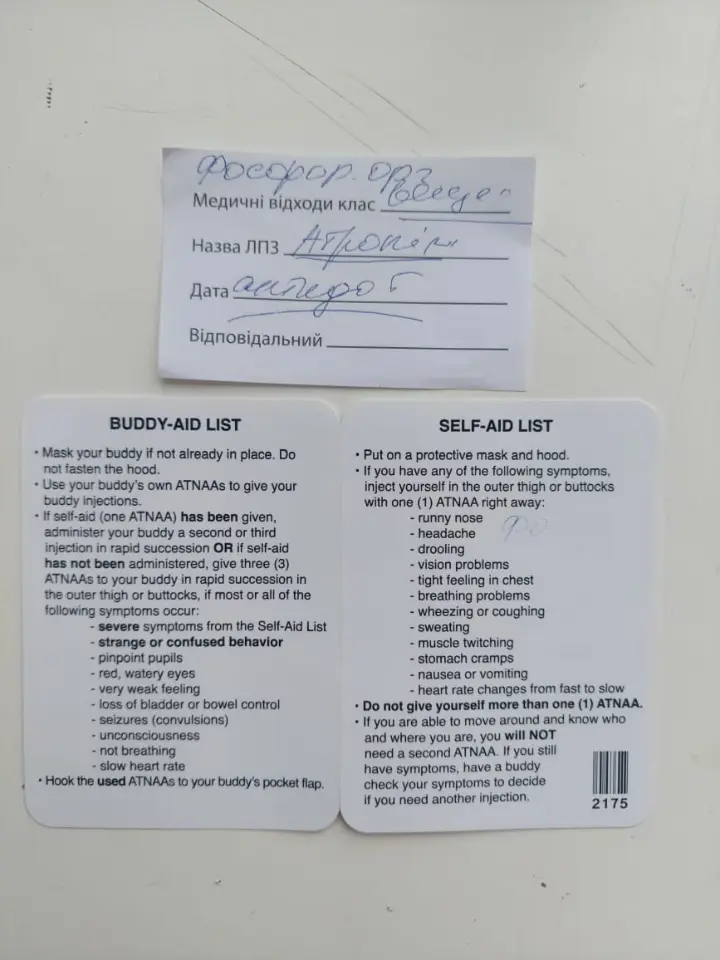 фосфор. орг
Медичні відходи клас
Назва ЛПЗ Атропін
Дата антидот
Відповідальний
BUDDY-AID LIST
• Mask your buddy if not already in place. Do
not fasten the hood.
• Use your buddy's own ATNAAs to give your
buddy injections.
• If self-aid (one ATNAA) has been given,
administer your buddy a second or third
injection in rapid succession OR if self-aid
has not been administered, give three (3)
ATNAAs to your buddy in rapid succession in
the outer thigh or buttocks, if most or all of the
following symptoms occur:
- severe symptoms from the Self-Aid List
- strange or confused behavior
- pinpoint pupils
- red, watery eyes
- very weak feeling
- loss of bladder or bowel control
- seizures (convulsions)
- unconsciousness
- not breathing
- slow heart rate
• Hook the used ATNAAs to your buddy's pocket flap.
SELF-AID LIST
• Put on a protective mask and hood.
• If you have any of the following symptoms,
inject yourself in the outer thigh or buttocks
with one (1) ATNAA right away:
- runny nose
- headache
- drooling
- vision problems
- tight feeling in chest
- breathing problems
- wheezing or coughing
- sweating
- muscle twitching
- stomach cramps
- nausea or vomiting
- heart rate changes from fast to slow
• Do not give yourself more than one (1) ATNAA.
• If you are able to move around and know who
and where you are, you will NOT
need a second ATNAA. If you still
have symptoms, have a buddy
check your symptoms to decide
if you need another injection.
2175